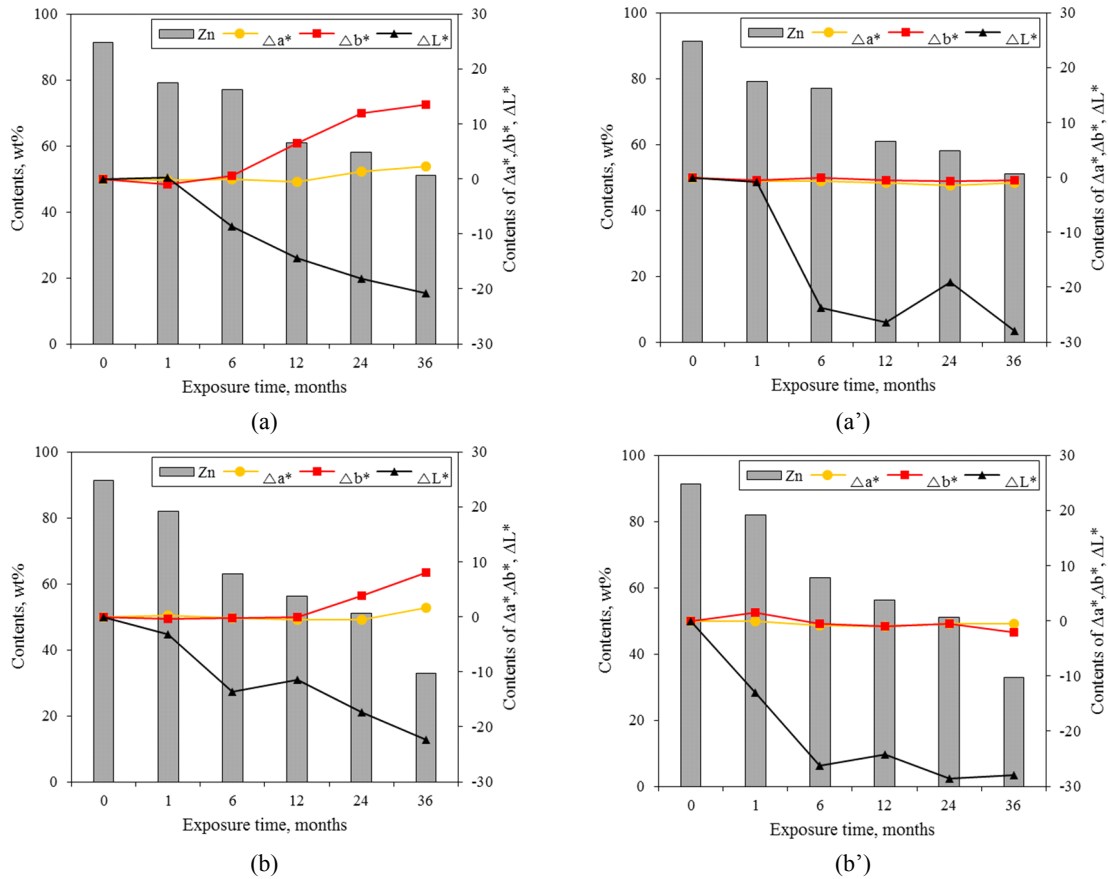 Zn △a* △b* △L*
Contents, wt%
100
80
60
40
20
0
30
20
10
0
-10
-20
-30
Contents of Δa*,Δb*, ΔL*
0 1 6 12 24 36
Exposure time, months
(a)
Zn △a* △b* △L*
Contents, wt%
100
80
60
40
20
0
30
20
10
0
-10
-20
-30
Contents of Δa*,Δb*, ΔL*
0 1 6 12 24 36
Exposure time, months
(a’)
Zn △a* △b* △L*
Contents, wt%
100
80
60
40
20
0
30
20
10
0
-10
-20
-30
Contents of Δa*,Δb*, ΔL*
0 1 6 12 24 36
Exposure time, months
(b)
Zn △a* △b* △L*
Contents, wt%
100
80
60
40
20
0
30
20
10
0
-10
-20
-30
Contents of Δa*,Δb*, ΔL*
0 1 6 12 24 36
Exposure time, months
(b’)